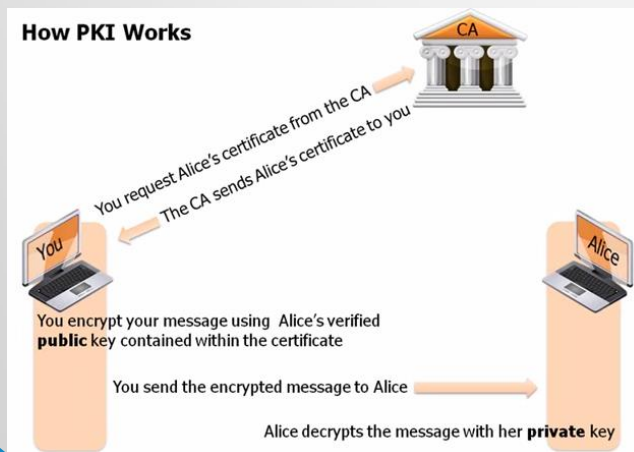 How PKI Works
CA
You request Alice's certificate from the CA
The CA sends Alice's certificate to you
You
Alice
You encrypt your message using Alice's verified
public key contained within the certificate
You send the encrypted message to Alice
Alice decrypts the message with her private key